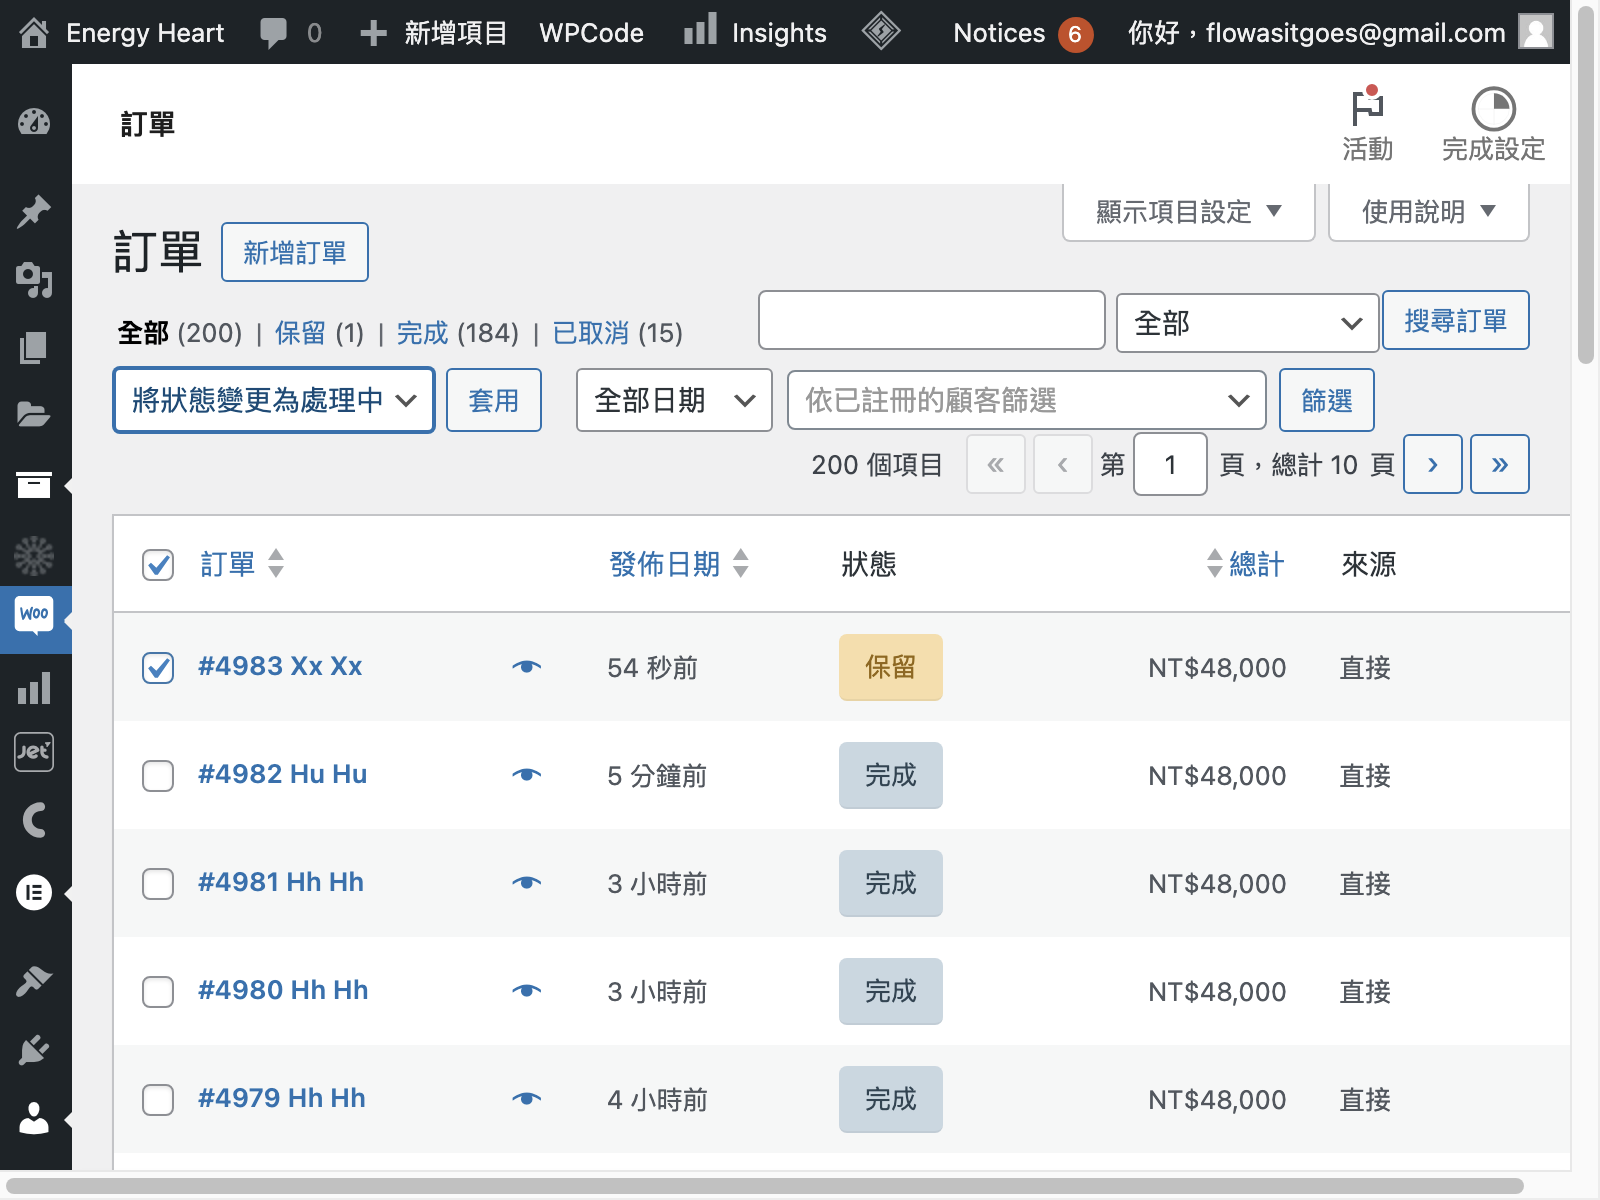 Energy Heart 0 新增項目 WPCode Insights Notices 6 你好，flowasitgoes@gmail.com
訂單
活動 完成設定
顯示項目設定 ▼ 使用說明 ▼
訂單 新增訂單
全部 (200) | 保留 (1) | 完成 (184) | 已取消 (15)
全部 搜尋訂單
將狀態變更為處理中 套用 全部日期 依已註冊的顧客篩選 篩選
200 個項目 « ‹ 第 1 頁，總計 10 頁 › »
訂單 發佈日期 狀態 總計 來源
#4983 Xx Xx 54 秒前 保留 NT$48,000 直接
#4982 Hu Hu 5 分鐘前 完成 NT$48,000 直接
#4981 Hh Hh 3 小時前 完成 NT$48,000 直接
#4980 Hh Hh 3 小時前 完成 NT$48,000 直接
#4979 Hh Hh 4 小時前 完成 NT$48,000 直接
Woo
Jet